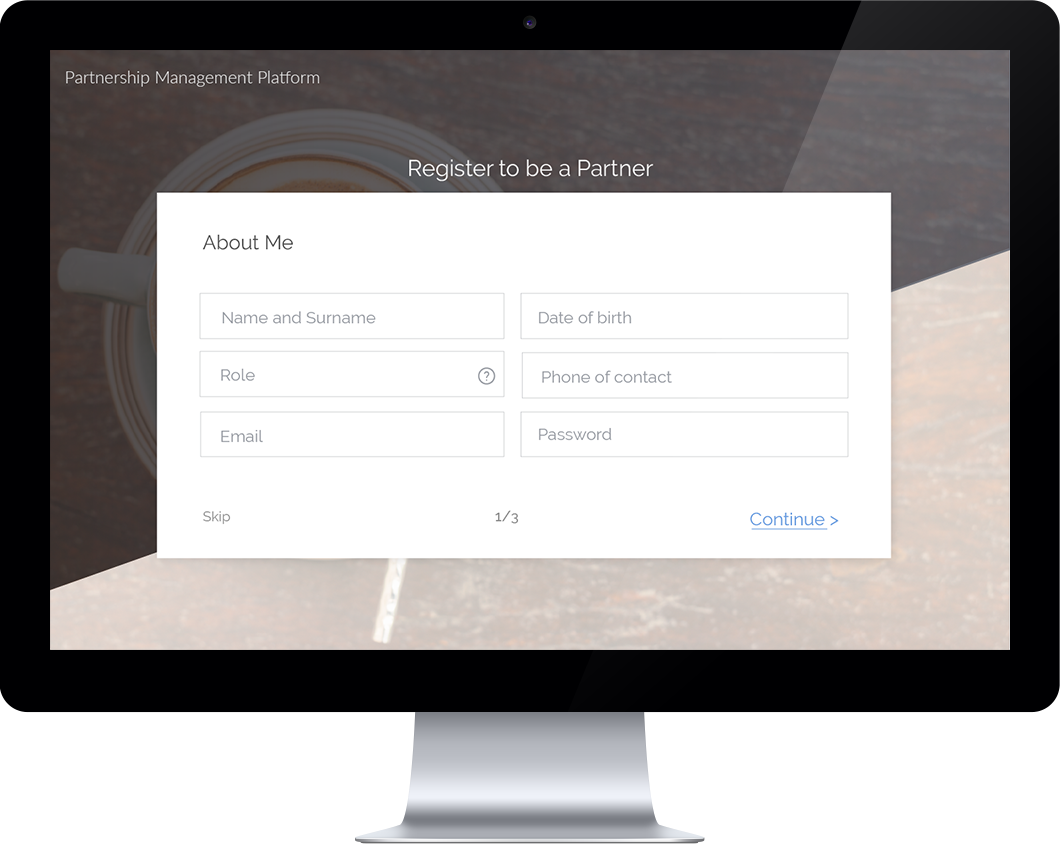 Partnership Management Platform
Register to be a Partner
About Me
Name and Surname
Date of birth
Role ?
Phone of contact
Email
Password
Skip
1/3
Continue >